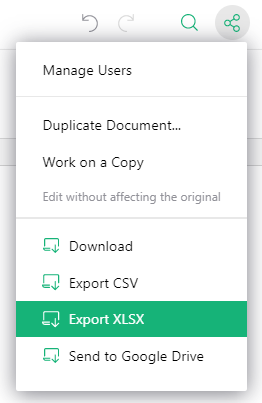 Manage Users
Duplicate Document...
Work on a Copy
Edit without affecting the original
Download
Export CSV
Export XLSX
Send to Google Drive